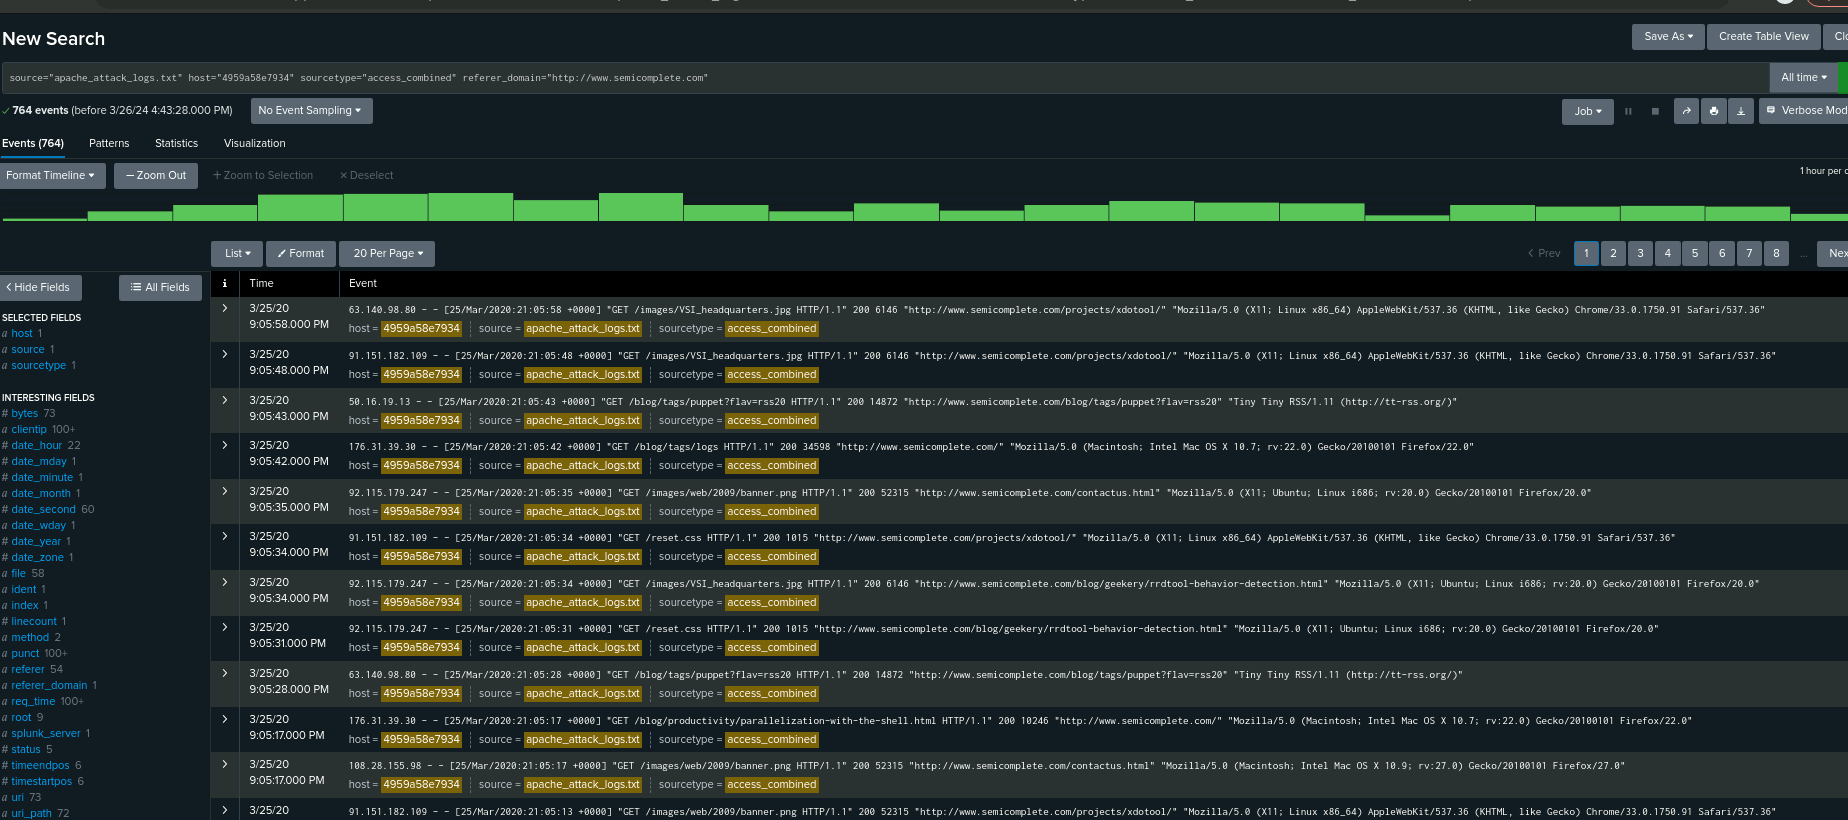 New Search
Save As
Create Table View
source="apache_attack_logs.txt" host="4959a58e7934" sourcetype="access_combined" referer_domain="http://www.semicomplete.com"
All time
764 events (before 3/26/24 4:43:28.000 PM)
No Event Sampling
Job
Verbose Mod
Events (764) Patterns Statistics Visualization
Format Timeline
— Zoom Out
+ Zoom to Selection
× Deselect
1 hour per
List
Format
20 Per Page
Prev 1 2 3 4 5 6 7 8 ... Nex
Hide Fields
All Fields
SELECTED FIELDS
a host 1
a source 1
a sourcetype 1
INTERESTING FIELDS
# bytes 73
a clientip 100+
# date_hour 22
# date_mday 1
# date_minute 1
a date_month 1
# date_second 60
a date_wday 1
# date_year 1
# date_zone 1
a file 58
a ident 1
a index 1
# linecount 1
a method 2
a punct 100+
a referer 54
a referer_domain 1
a req_time 100+
a root 9
a splunk_server 1
# status 5
# timeendpos 6
# timestartpos 6
a uri 73
a uri_path 72
i Time Event
3/25/20
9:05:58.000 PM
63.140.98.80 - - [25/Mar/2020:21:05:58 +0000] "GET /images/VSI_headquarters.jpg HTTP/1.1" 200 6146 "http://www.semicomplete.com/projects/xdotool/" "Mozilla/5.0 (X11; Linux x86_64) AppleWebKit/537.36 (KHTML, like Gecko) Chrome/33.0.1750.91 Safari/537.36"
host = 4959a58e7934 source = apache_attack_logs.txt sourcetype = access_combined
3/25/20
9:05:48.000 PM
91.151.182.109 - - [25/Mar/2020:21:05:48 +0000] "GET /images/VSI_headquarters.jpg HTTP/1.1" 200 6146 "http://www.semicomplete.com/projects/xdotool/" "Mozilla/5.0 (X11; Linux x86_64) AppleWebKit/537.36 (KHTML, like Gecko) Chrome/33.0.1750.91 Safari/537.36"
host = 4959a58e7934 source = apache_attack_logs.txt sourcetype = access_combined
3/25/20
9:05:43.000 PM
50.16.19.13 - - [25/Mar/2020:21:05:43 +0000] "GET /blog/tags/puppet?flav=rss20 HTTP/1.1" 200 14872 "http://www.semicomplete.com/blog/tags/puppet?flav=rss20" "Tiny Tiny RSS/1.11 (http://tt-rss.org/)"
host = 4959a58e7934 source = apache_attack_logs.txt sourcetype = access_combined
3/25/20
9:05:42.000 PM
176.31.39.30 - - [25/Mar/2020:21:05:42 +0000] "GET /blog/tags/logs HTTP/1.1" 200 34598 "http://www.semicomplete.com/" "Mozilla/5.0 (Macintosh; Intel Mac OS X 10.7; rv:22.0) Gecko/20100101 Firefox/22.0"
host = 4959a58e7934 source = apache_attack_logs.txt sourcetype = access_combined
3/25/20
9:05:35.000 PM
92.115.179.247 - - [25/Mar/2020:21:05:35 +0000] "GET /images/web/2009/banner.png HTTP/1.1" 200 52315 "http://www.semicomplete.com/contactus.html" "Mozilla/5.0 (X11; Ubuntu; Linux i686; rv:20.0) Gecko/20100101 Firefox/20.0"
host = 4959a58e7934 source = apache_attack_logs.txt sourcetype = access_combined
3/25/20
9:05:34.000 PM
91.151.182.109 - - [25/Mar/2020:21:05:34 +0000] "GET /reset.css HTTP/1.1" 200 1015 "http://www.semicomplete.com/projects/xdotool/" "Mozilla/5.0 (X11; Linux x86_64) AppleWebKit/537.36 (KHTML, like Gecko) Chrome/33.0.1750.91 Safari/537.36"
host = 4959a58e7934 source = apache_attack_logs.txt sourcetype = access_combined
3/25/20
9:05:34.000 PM
92.115.179.247 - - [25/Mar/2020:21:05:34 +0000] "GET /images/VSI_headquarters.jpg HTTP/1.1" 200 6146 "http://www.semicomplete.com/blog/geekery/rrdtool-behavior-detection.html" "Mozilla/5.0 (X11; Ubuntu; Linux i686; rv:20.0) Gecko/20100101 Firefox/20.0"
host = 4959a58e7934 source = apache_attack_logs.txt sourcetype = access_combined
3/25/20
9:05:31.000 PM
92.115.179.247 - - [25/Mar/2020:21:05:31 +0000] "GET /reset.css HTTP/1.1" 200 1015 "http://www.semicomplete.com/blog/geekery/rrdtool-behavior-detection.html" "Mozilla/5.0 (X11; Ubuntu; Linux i686; rv:20.0) Gecko/20100101 Firefox/20.0"
host = 4959a58e7934 source = apache_attack_logs.txt sourcetype = access_combined
3/25/20
9:05:28.000 PM
63.140.98.80 - - [25/Mar/2020:21:05:28 +0000] "GET /blog/tags/puppet?flav=rss20 HTTP/1.1" 200 14872 "http://www.semicomplete.com/blog/tags/puppet?flav=rss20" "Tiny Tiny RSS/1.11 (http://tt-rss.org/)"
host = 4959a58e7934 source = apache_attack_logs.txt sourcetype = access_combined
3/25/20
9:05:17.000 PM
176.31.39.30 - - [25/Mar/2020:21:05:17 +0000] "GET /blog/productivity/parallelization-with-the-shell.html HTTP/1.1" 200 10246 "http://www.semicomplete.com/" "Mozilla/5.0 (Macintosh; Intel Mac OS X 10.7; rv:22.0) Gecko/20100101 Firefox/22.0"
host = 4959a58e7934 source = apache_attack_logs.txt sourcetype = access_combined
3/25/20
9:05:17.000 PM
108.28.155.98 - - [25/Mar/2020:21:05:17 +0000] "GET /images/web/2009/banner.png HTTP/1.1" 200 52315 "http://www.semicomplete.com/contactus.html" "Mozilla/5.0 (Macintosh; Intel Mac OS X 10.9; rv:27.0) Gecko/20100101 Firefox/27.0"
host = 4959a58e7934 source = apache_attack_logs.txt sourcetype = access_combined
3/25/20
91.151.182.109 - - [25/Mar/2020:21:05:13 +0000] "GET /images/web/2009/banner.png HTTP/1.1" 200 52315 "http://www.semicomplete.com/projects/xdotool/" "Mozilla/5.0 (X11; Linux x86_64) AppleWebKit/537.36 (KHTML, like Gecko) Chrome/33.0.1750.91 Safari/537.36"